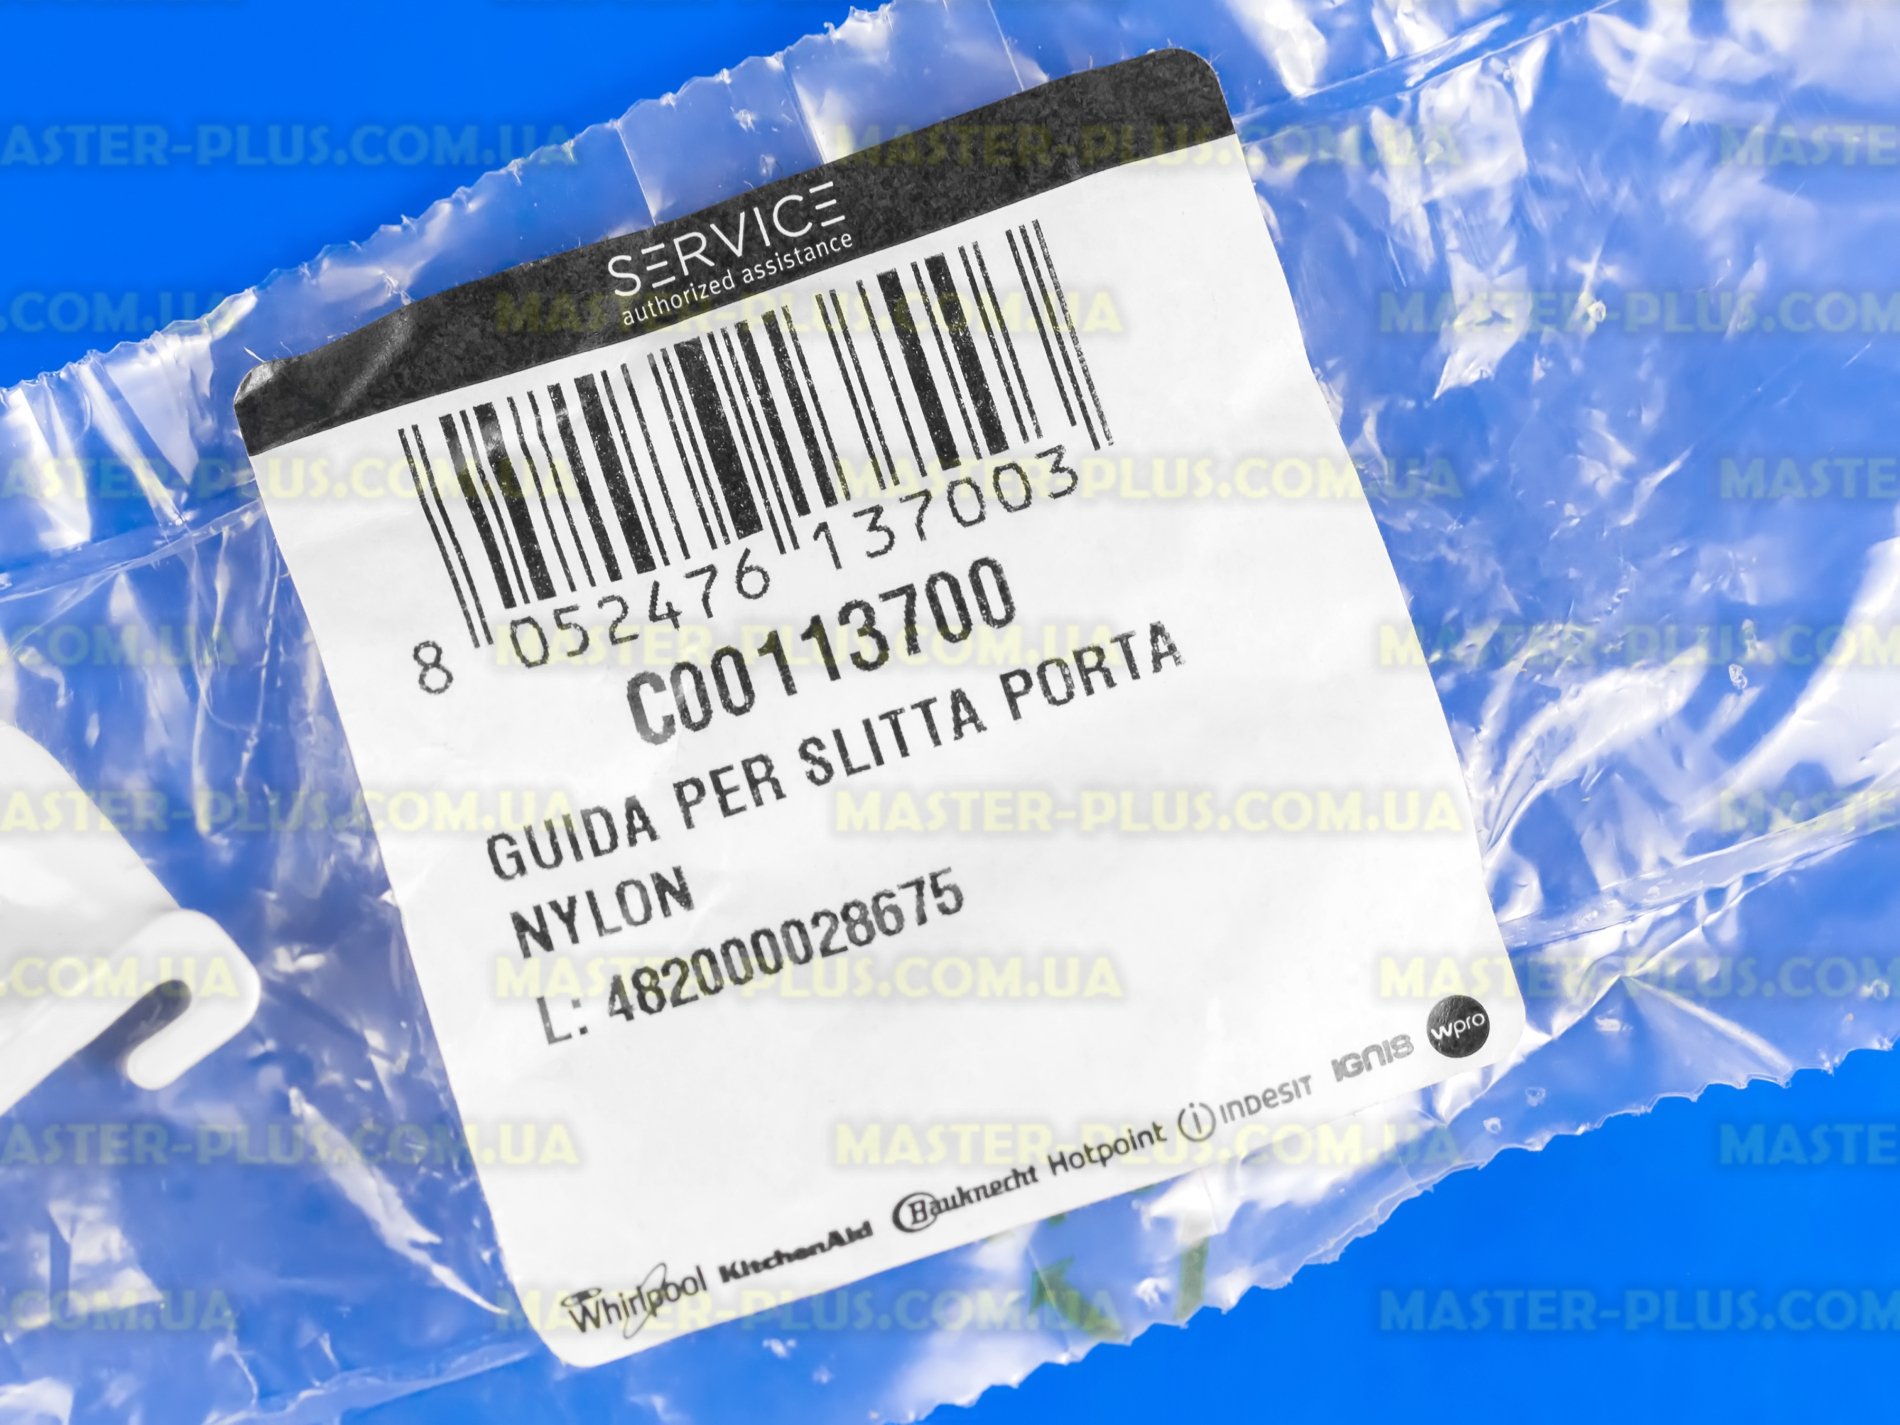 SERVICE
authorized assistance
8 052476 137003
C00113700
GUIDA PER SLITTA PORTA
NYLON
L: 482000028675
Whirlpool KitchenAid Bauknecht Hotpoint indesit IGNIS wpro
MASTER-PLUS.COM.UA